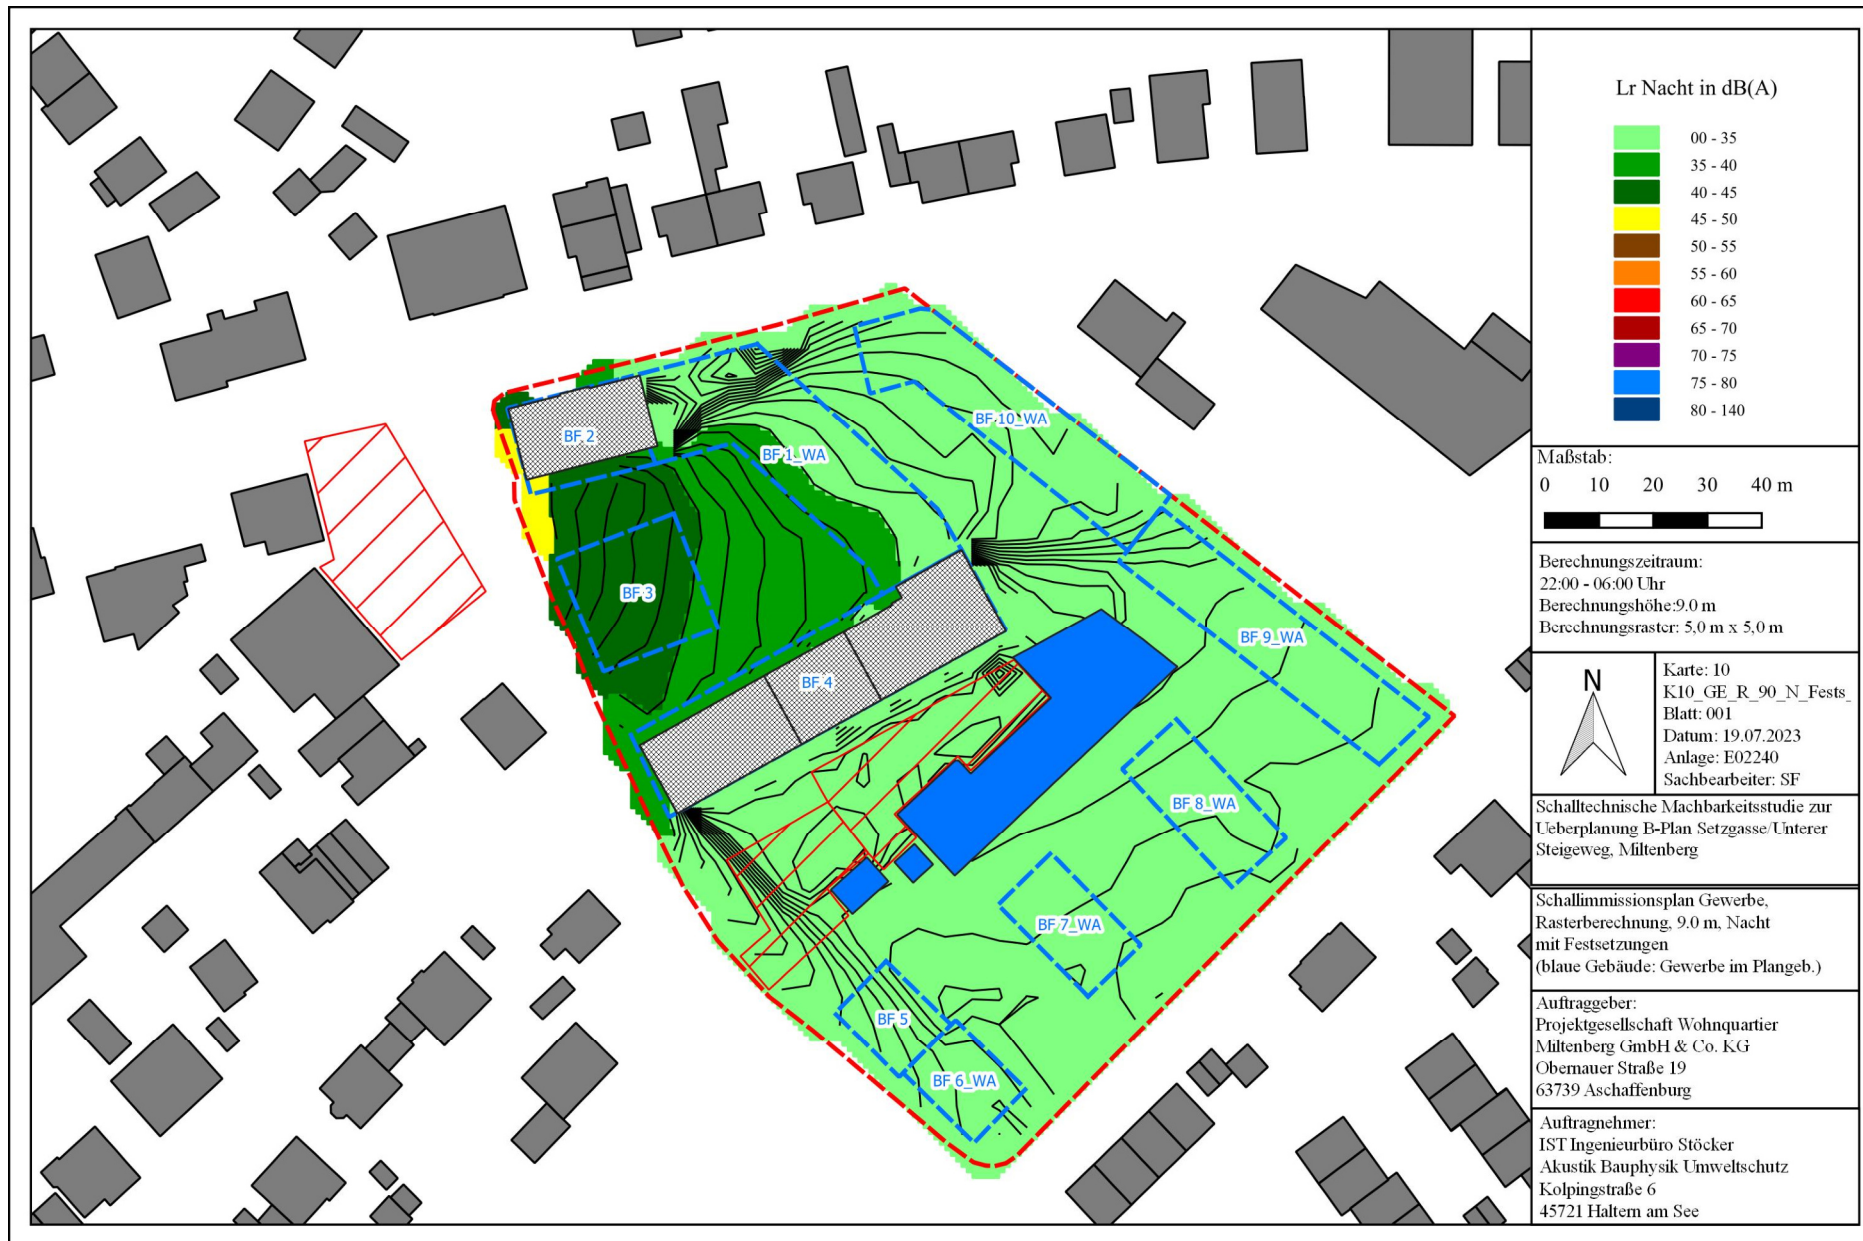 BF 2
BF 1_WA
BF 10_WA
BF 3
BF 4
BF 9_WA
BF 8_WA
BF 7_WA
BF 5
BF 6_WA
Lr Nacht in dB(A)
00 - 35
35 - 40
40 - 45
45 - 50
50 - 55
55 - 60
60 - 65
65 - 70
70 - 75
75 - 80
80 - 140
Maßstab:
0 10 20 30 40 m
Berechnungszeitraum:
22:00 - 06:00 Uhr
Berechnungshöhe:9.0 m
Berechnungsraster: 5,0 m x 5,0 m
N
Karte: 10
K10_GE_R_90_N_Fests_
Blatt: 001
Datum: 19.07.2023
Anlage: E02240
Sachbearbeiter: SF
Schalltechnische Machbarkeitsstudie zur
Ueberplanung B-Plan Setzgasse/Unterer
Steigeweg, Miltenberg
Schallimmissionsplan Gewerbe,
Rasterberechnung, 9.0 m, Nacht
mit Festsetzungen
(blaue Gebäude: Gewerbe im Plangeb.)
Auftraggeber:
Projektgesellschaft Wohnquartier
Miltenberg GmbH & Co. KG
Obernauer Straße 19
63739 Aschaffenburg
Auftragnehmer:
IST Ingenieurbüro Stöcker
Akustik Bauphysik Umweltschutz
Kolpingstraße 6
45721 Haltern am See